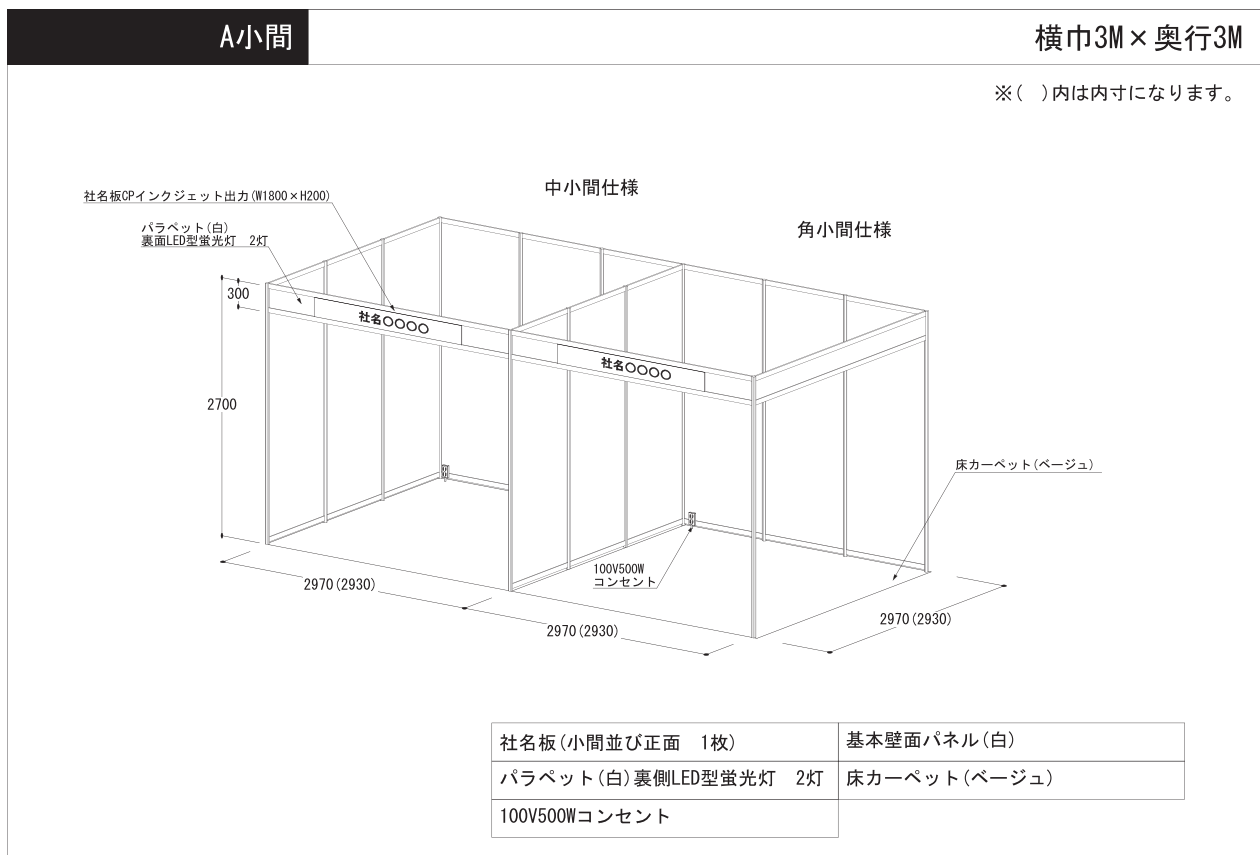 A小間
横巾3M×奥行3M
※(　)内は内寸になります。
中小間仕様
社名板CPインクジェット出力(W1800×H200)
角小間仕様
パラペット(白)
裏面LED型蛍光灯　2灯
300
社名○○○○
社名○○○○
2700
床カーペット(ベージュ)
100V500W
コンセント
2970(2930)
2970(2930)
2970(2930)
社名板(小間並び正面　1枚)
基本壁面パネル(白)
パラペット(白)裏側LED型蛍光灯　2灯
床カーペット(ベージュ)
100V500Wコンセント